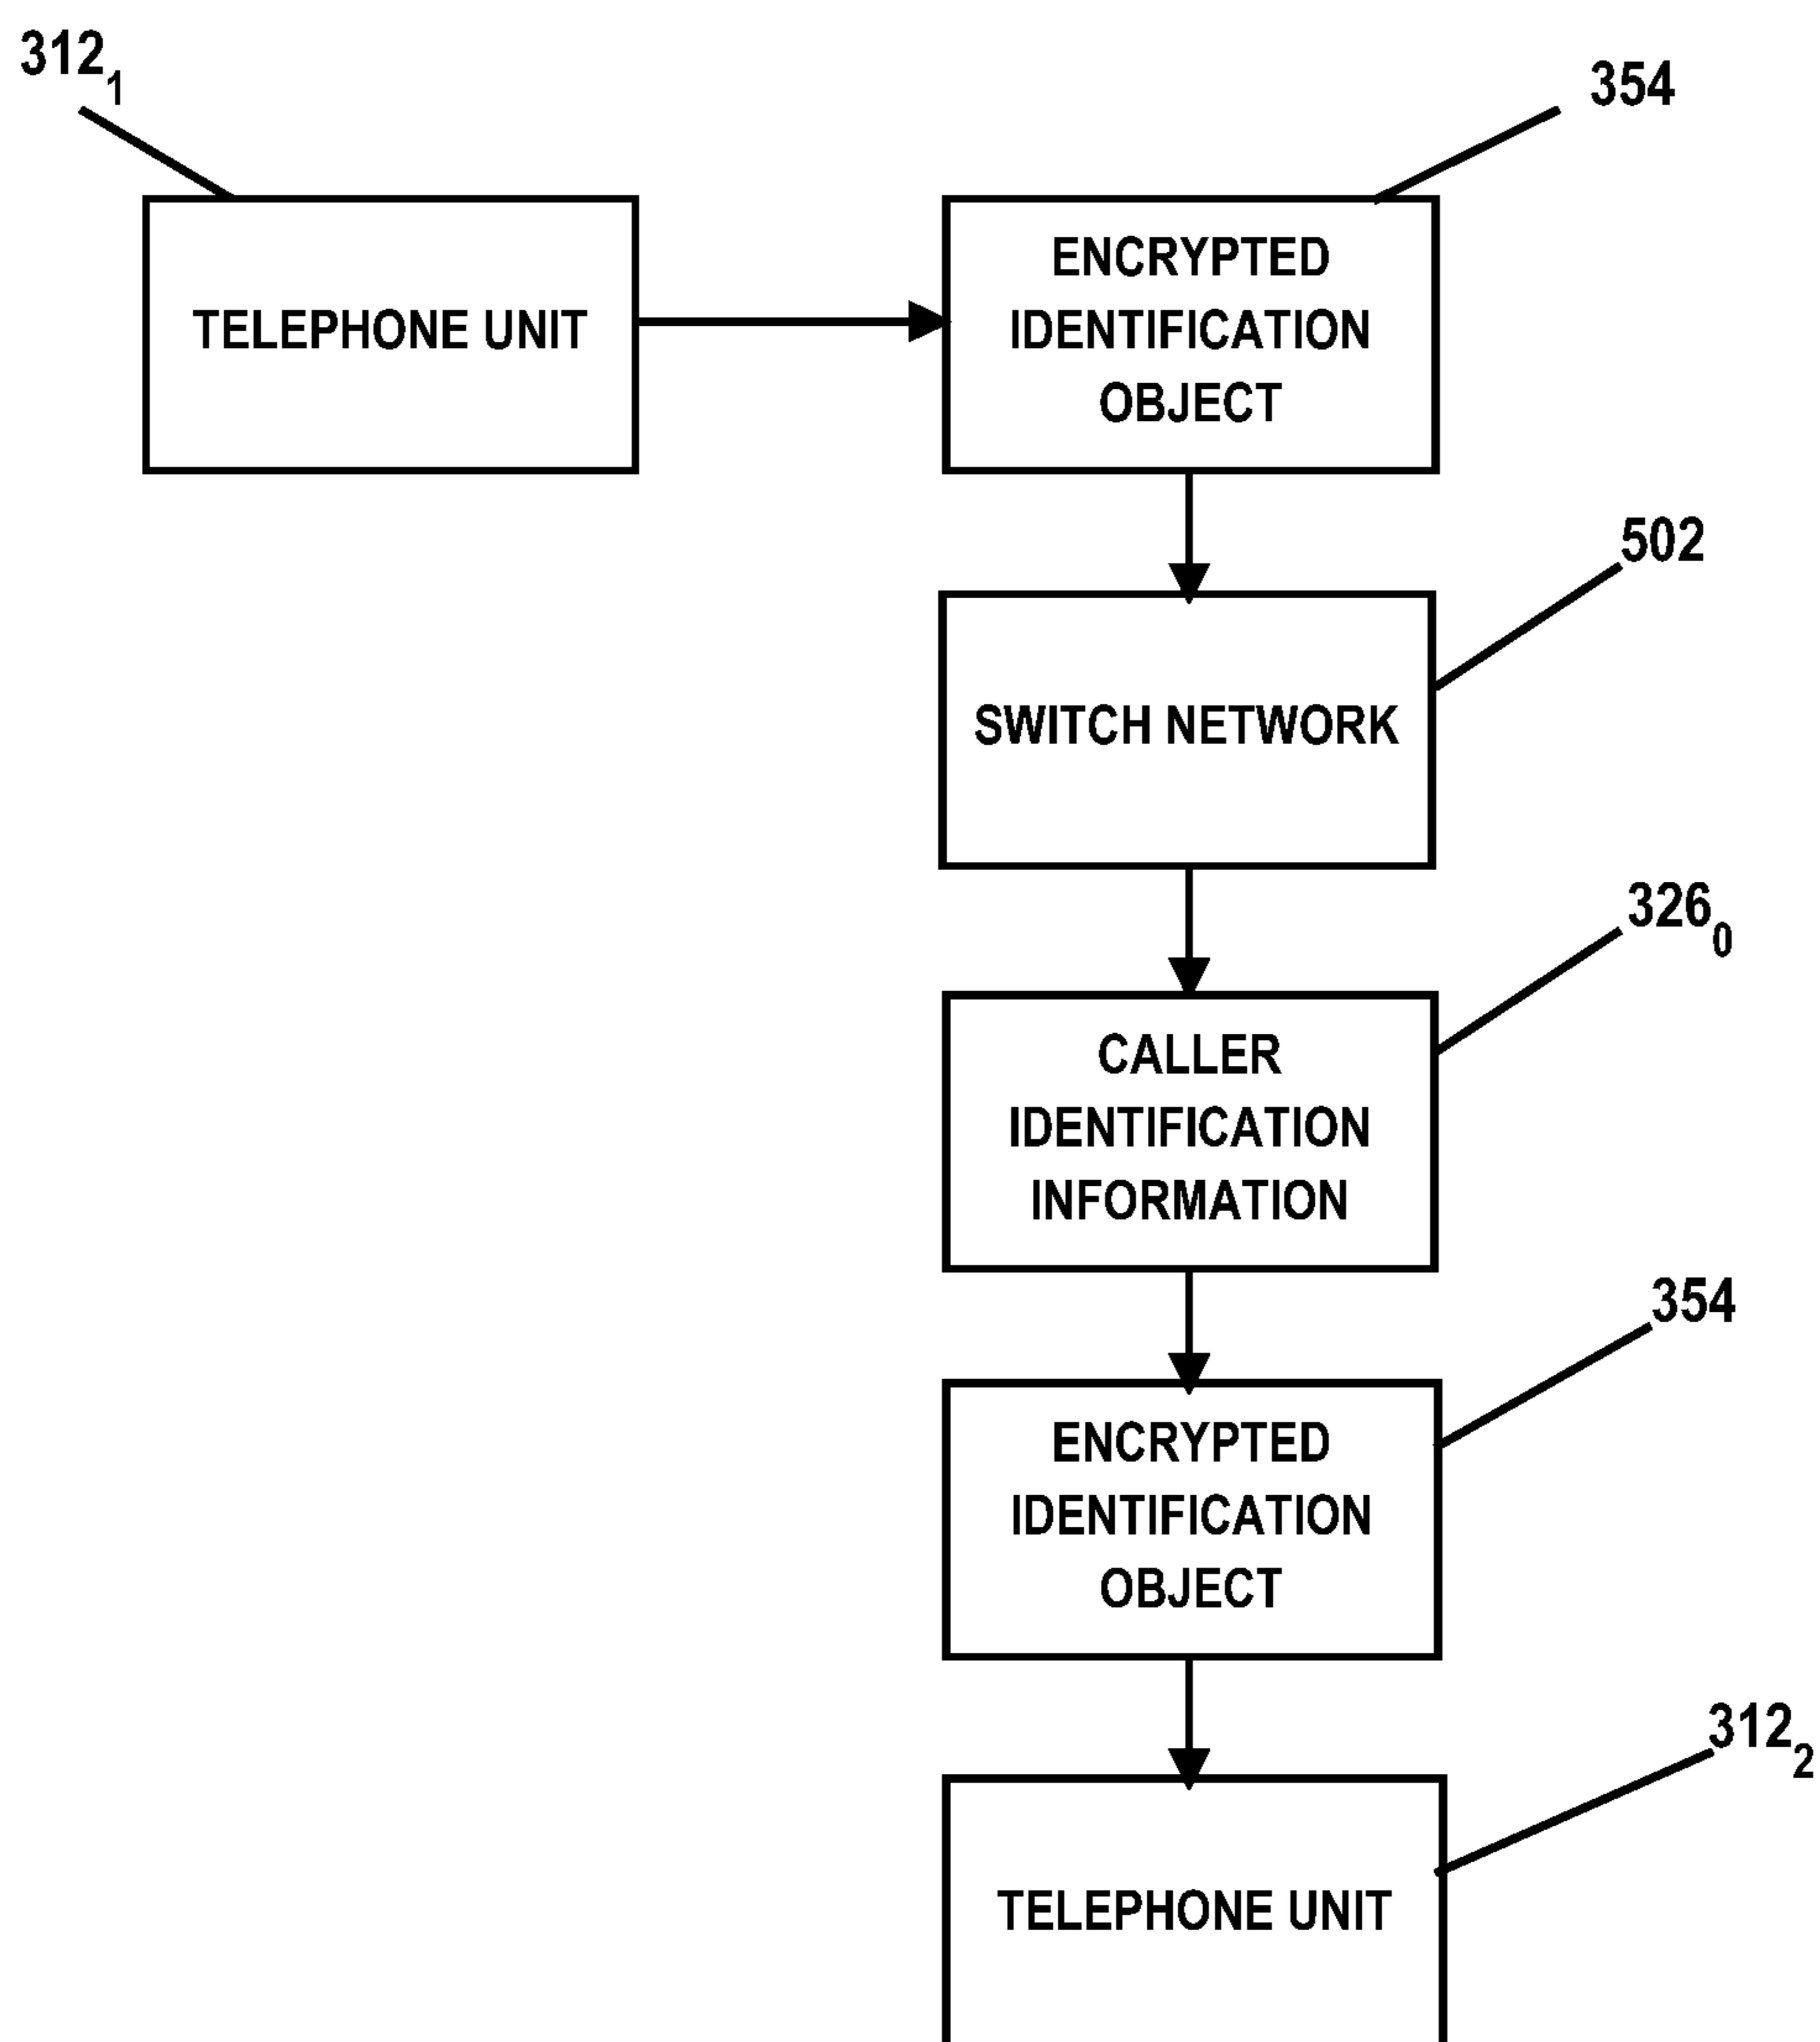 312₁
354
TELEPHONE UNIT
ENCRYPTED
IDENTIFICATION
OBJECT
502
SWITCH NETWORK
326₀
CALLER
IDENTIFICATION
INFORMATION
354
ENCRYPTED
IDENTIFICATION
OBJECT
312₂
TELEPHONE UNIT